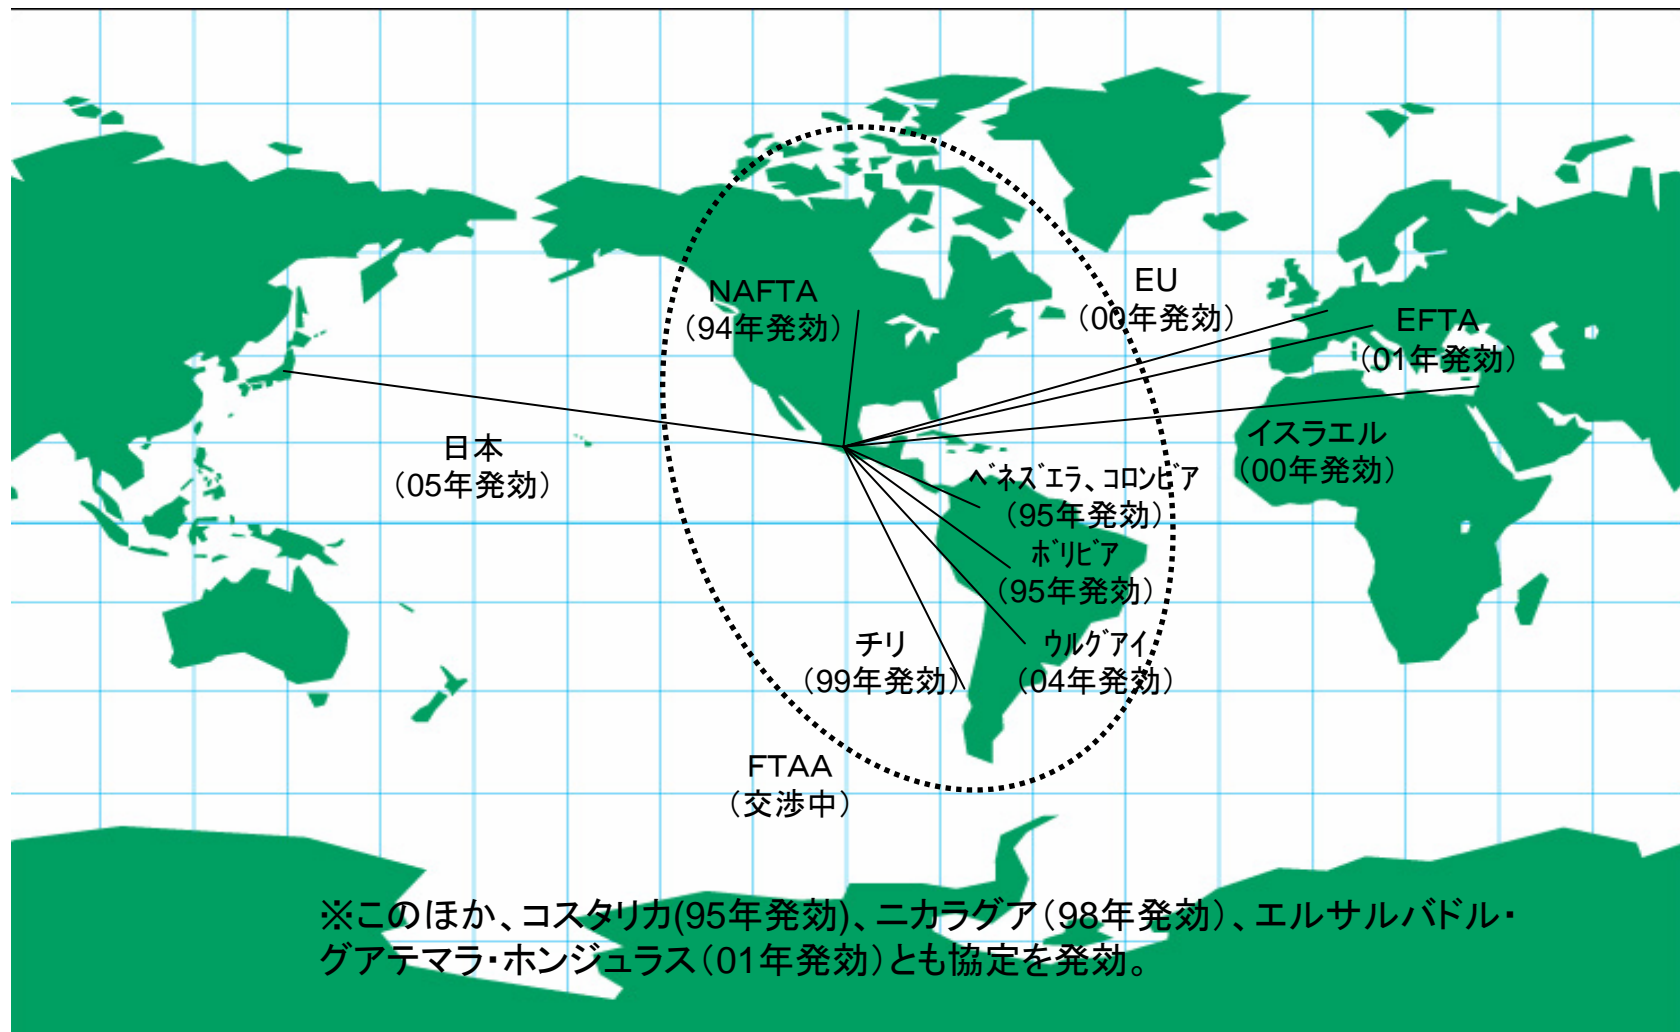 NAFTA
（94年発効）
EU
（00年発効）
EFTA
（01年発効）
日本
（05年発効）
イスラエル
（00年発効）
ﾍﾞﾈｽﾞｴﾗ、ｺﾛﾝﾋﾞｱ
（95年発効）
ﾎﾞﾘﾋﾞｱ
（95年発効）
チリ
（99年発効）
ｳﾙｸﾞｱｲ
（04年発効）
FTAA
（交渉中）
※このほか、コスタリカ(95年発効)、ニカラグア（98年発効）、エルサルバドル・
グアテマラ・ホンジュラス（01年発効）とも協定を発効。